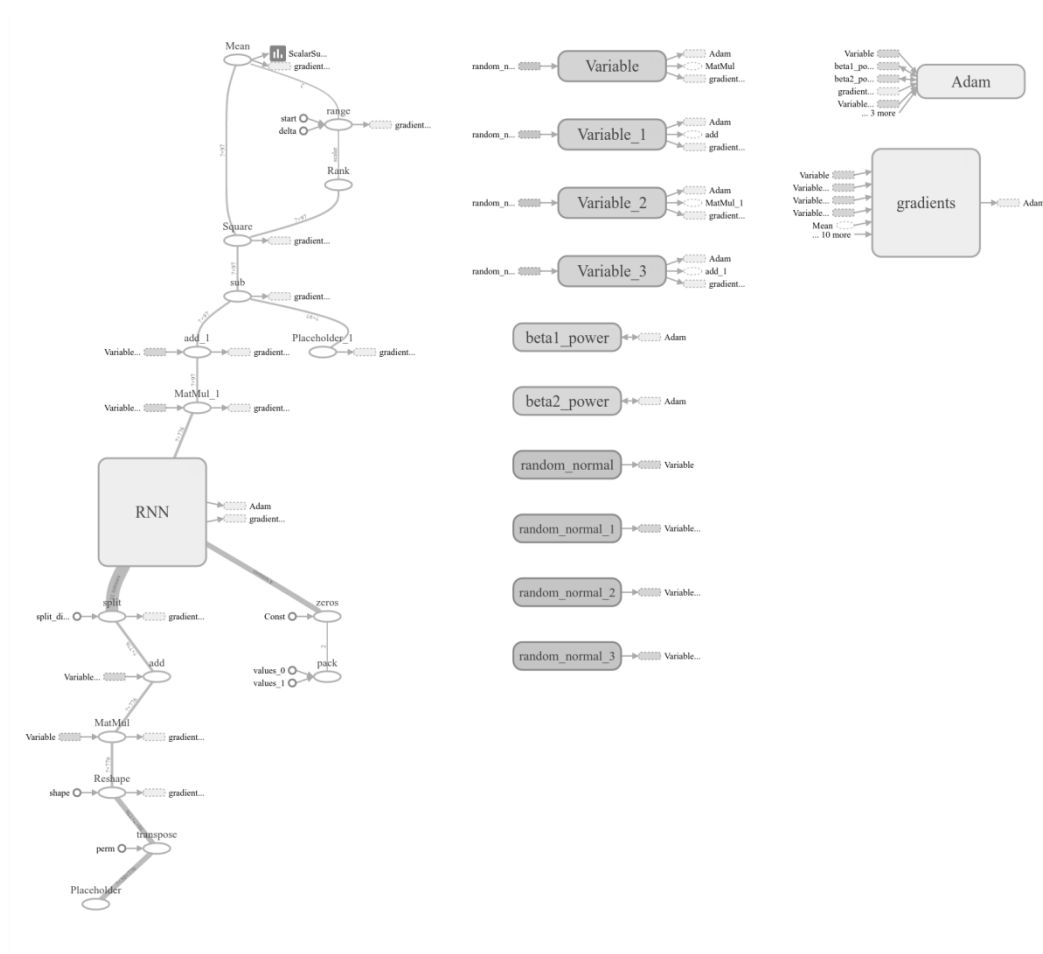 Mean
ScalarSu...
gradient...
range
start
delta
gradient...
scalar
Rank
Square
gradient...
sub
gradient...
add_1
Variable...
gradient...
Placeholder_1
gradient...
MatMul_1
Variable...
gradient...
RNN
Adam
gradient...
split
split_di...
gradient...
zeros
Const
2
add
Variable...
pack
values_0
values_1
MatMul
Variable
gradient...
Reshape
shape
gradient...
transpose
perm
Placeholder
random_n...
Variable
Adam
MatMul
gradient...
random_n...
Variable_1
Adam
add
gradient...
random_n...
Variable_2
Adam
MatMul_1
gradient...
random_n...
Variable_3
Adam
add_1
gradient...
beta1_power
Adam
beta2_power
Adam
random_normal
Variable
random_normal_1
Variable...
random_normal_2
Variable...
random_normal_3
Variable...
Variable
beta1_po...
beta2_po...
gradient...
Variable...
... 3 more
Adam
Variable
Variable...
Variable...
Variable...
Mean
... 10 more
gradients
Adam